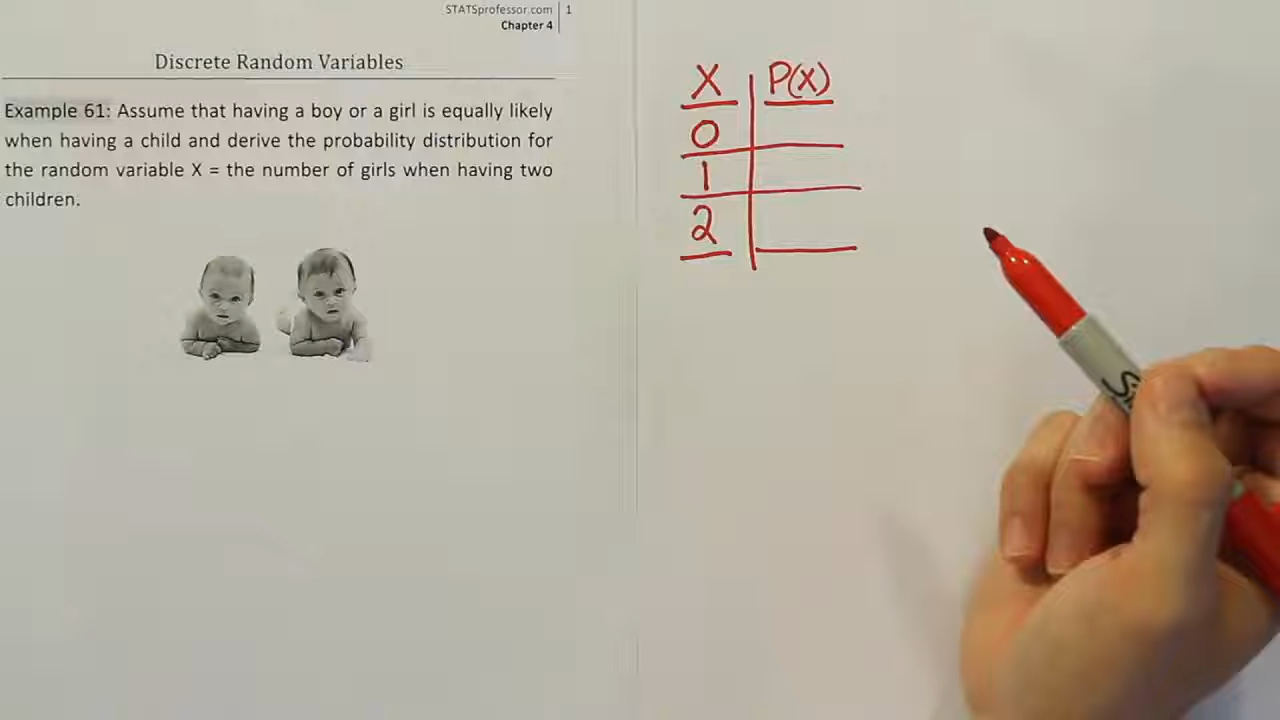 STATSprofessor.com | 1
Chapter 4
Discrete Random Variables
Example 61: Assume that having a boy or a girl is equally likely
when having a child and derive the probability distribution for
the random variable X = the number of girls when having two
children.
X P(X)
0
1
2